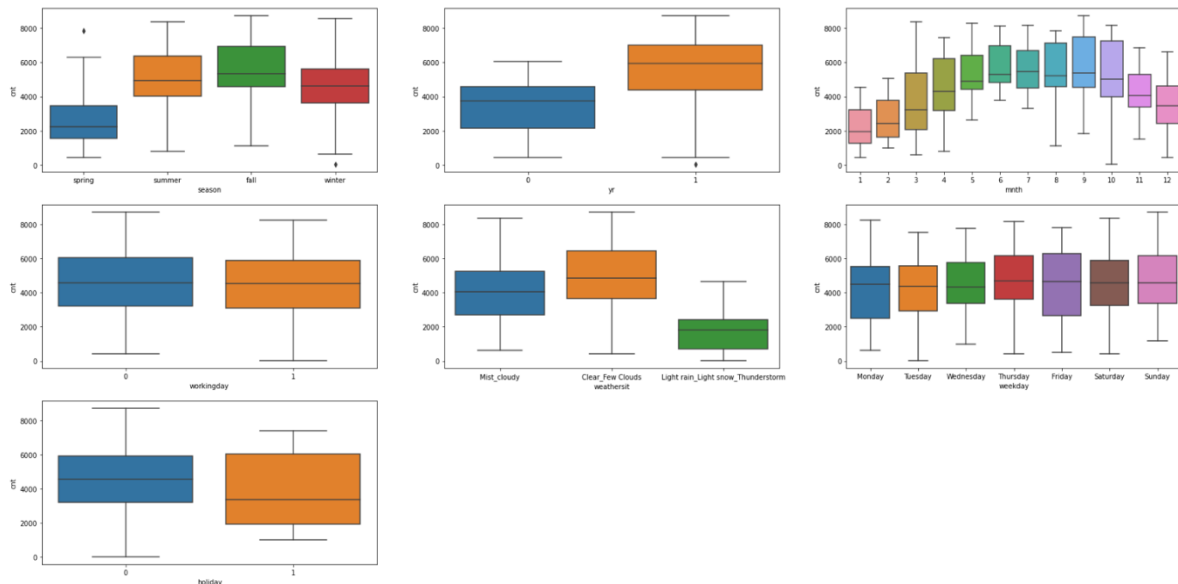 8000
6000
4000
2000
0
cnt
spring summer fall winter
season
8000
6000
4000
2000
0
cnt
0 1
yr
8000
6000
4000
2000
0
cnt
1 2 3 4 5 6 7 8 9 10 11 12
mnth
8000
6000
4000
2000
0
cnt
0 1
workingday
8000
6000
4000
2000
0
cnt
Mist_cloudy Clear_Few Clouds Light rain_Light snow_Thunderstorm
weathersit
8000
6000
4000
2000
0
cnt
Monday Tuesday Wednesday Thursday Friday Saturday Sunday
weekday
8000
6000
4000
2000
0
cnt
0 1
holiday